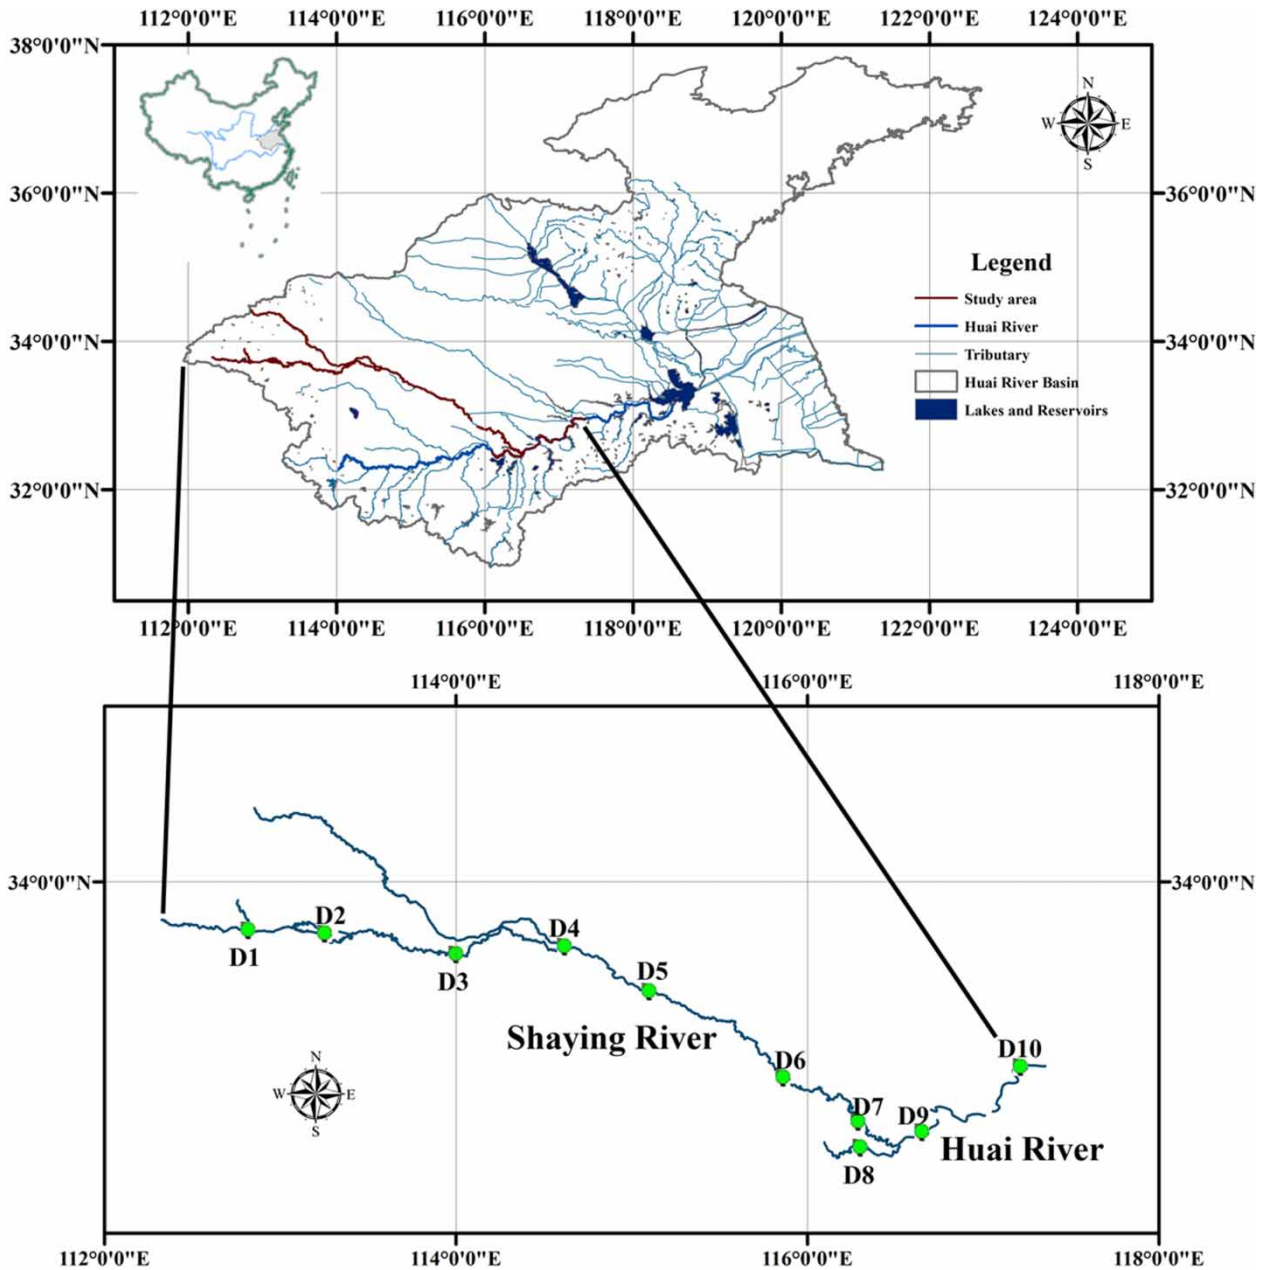 112°0'0"E 114°0'0"E 116°0'0"E 118°0'0"E 120°0'0"E 122°0'0"E 124°0'0"E
38°0'0"N
N
W E
S
36°0'0"N 36°0'0"N
Legend
Study area
Huai River
34°0'0"N 34°0'0"N
Tributary
Huai River Basin
Lakes and Reservoirs
32°0'0"N 32°0'0"N
112°0'0"E 114°0'0"E 116°0'0"E 118°0'0"E 120°0'0"E 122°0'0"E 124°0'0"E
114°0'0"E 116°0'0"E 118°0'0"E
34°0'0"N 34°0'0"N
D1 D2 D3 D4
D5
Shaying River
D6
D10
N
W E
S
D7 D9
Huai River
D8
112°0'0"E 114°0'0"E 116°0'0"E 118°0'0"E